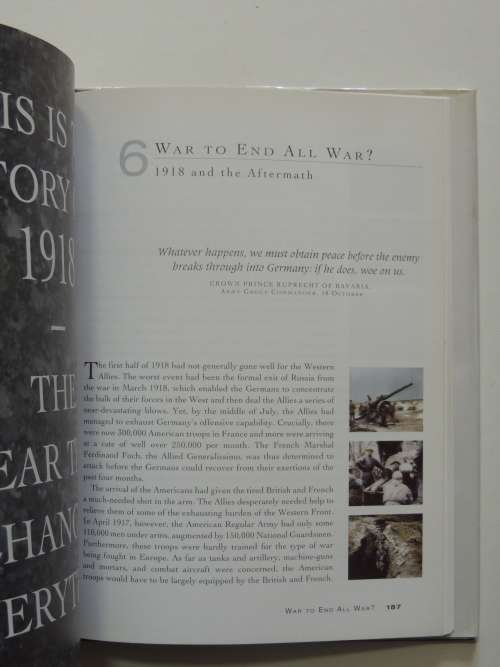 IS IS
TORY
1918
–
THE
EAR T
CHANG
ERYT
6 WAR TO END ALL WAR?
1918 and the Aftermath
Whatever happens, we must obtain peace before the enemy
breaks through into Germany: if he does, woe on us.
CROWN PRINCE RUPRECHT OF BAVARIA,
ARMY GROUP COMMANDER, 18 OCTOBER
The first half of 1918 had not generally gone well for the Western
Allies. The worst event had been the formal exit of Russia from
the war in March 1918, which enabled the Germans to concentrate
the bulk of their forces in the West and then deal the Allies a series of
near-devastating blows. Yet, by the middle of July, the Allies had
managed to exhaust Germany's offensive capability. Crucially, there
were now 300,000 American troops in France and more were arriving
at a rate of well over 250,000 per month. The French Marshal
Ferdinand Foch, the Allied Generalissimo, was thus determined to
attack before the Germans could recover from their exertions of the
past four months.
The arrival of the Americans had given the tired British and French
a much-needed shot in the arm. The Allies desperately needed help to
relieve them of some of the exhausting burden of the Western Front.
In April 1917, however, the American Regular Army had only some
110,000 men under arms, augmented by 150,000 National Guardsmen.
Furthermore, these troops were hardly trained for the type of war
being fought in Europe. As far as tanks and artillery, machine-guns
and mortars, and combat aircraft were concerned, the American
troops would have to be largely equipped by the British and French.
WAR TO END ALL WAR? 187